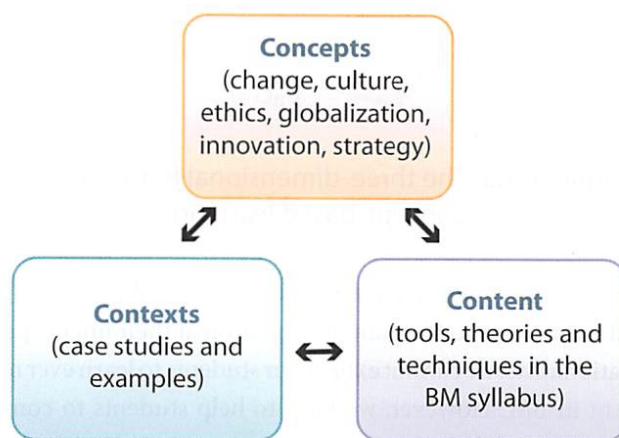 Concepts
(change, culture,
ethics, globalization,
innovation, strategy)
Contexts
(case studies and
examples)
Content
(tools, theories and
techniques in the
BM syllabus)